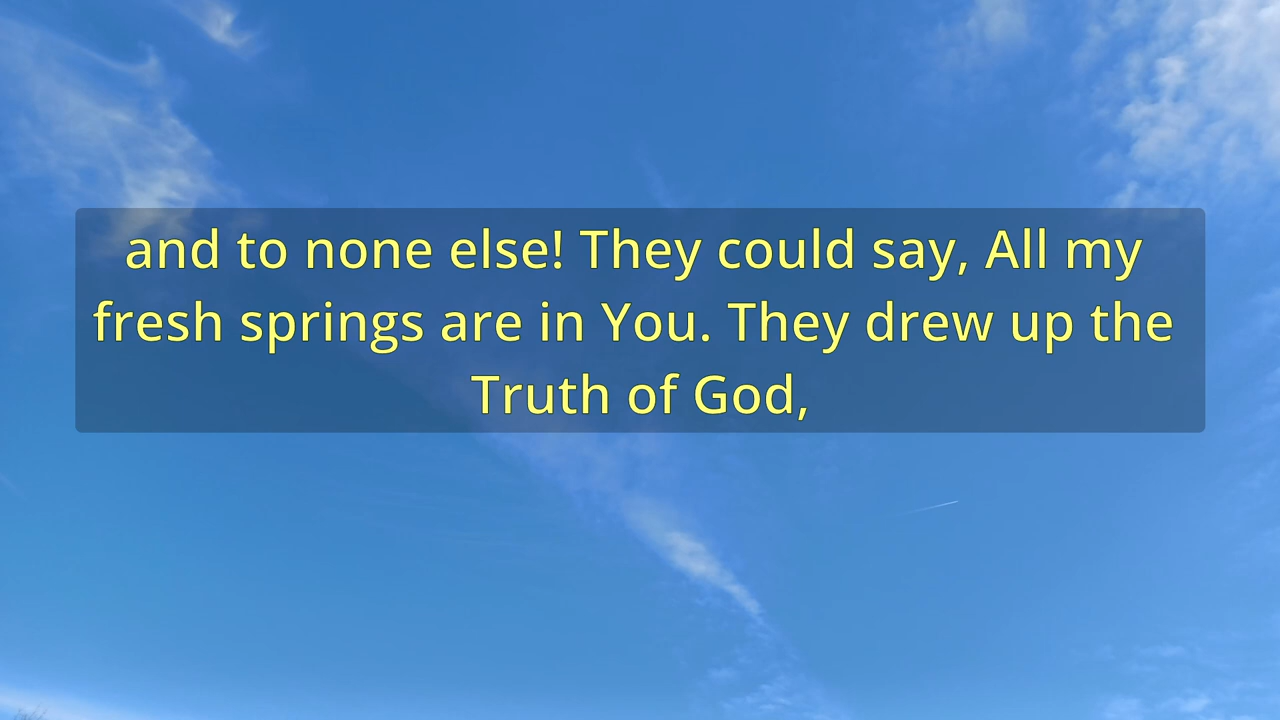 and to none else! They could say, All my
fresh springs are in You. They drew up the
Truth of God,